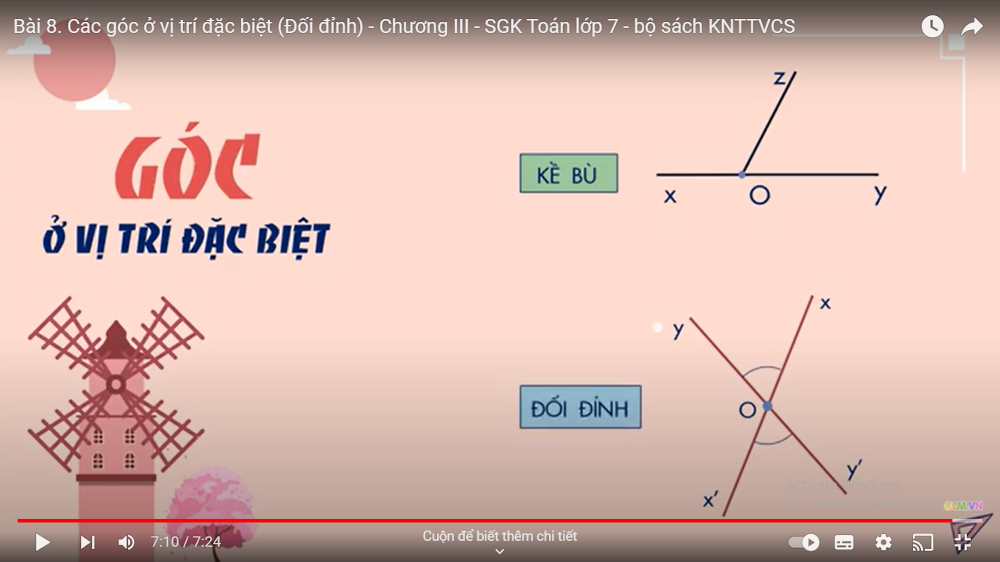 Bài 8. Các góc ở vị trí đặc biệt (Đối đỉnh) - Chương III - SGK Toán lớp 7 - bộ sách KNTTVCS
z
GÓC
KỀ BÙ
x O y
Ở VỊ TRÍ ĐẶC BIỆT
x
y
ĐỐI ĐỈNH
O
y'
Activate Windows
x'
OLM.VN
7:10 / 7:24
Cuộn để biết thêm chi tiết